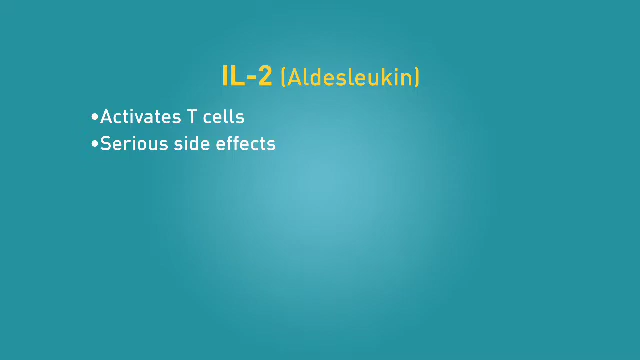 IL-2 (Aldesleukin)
•Activates T cells
•Serious side effects